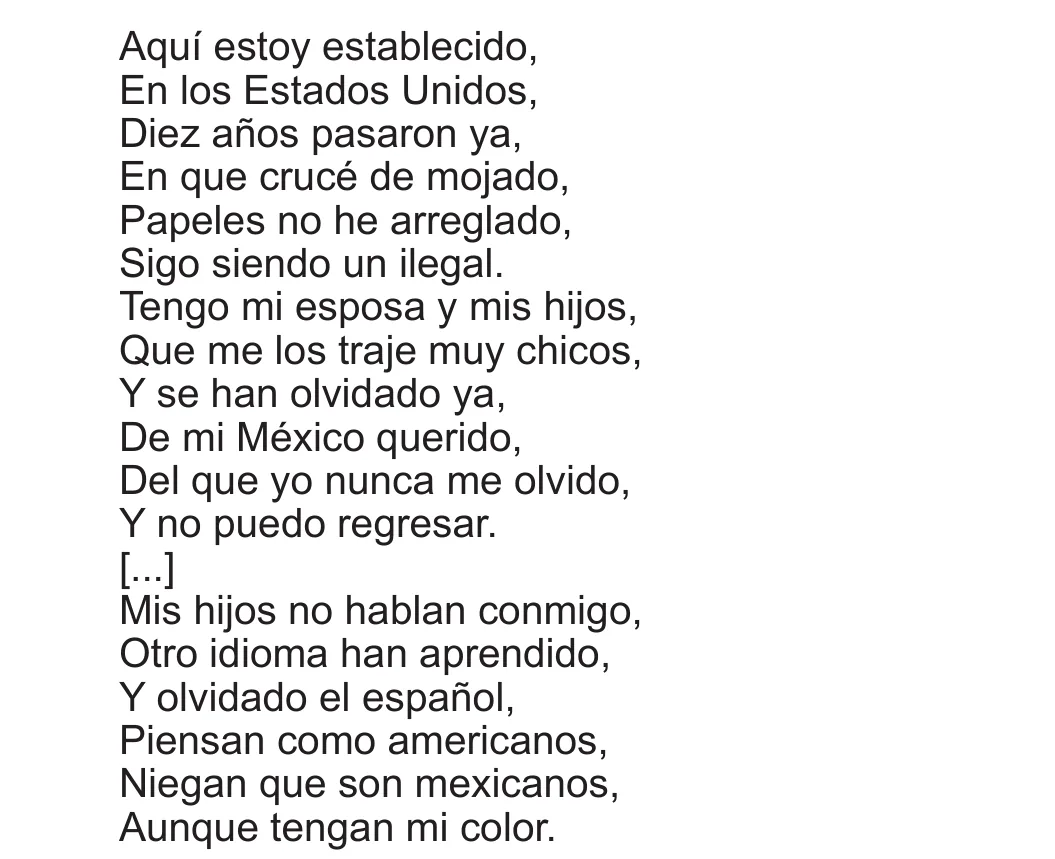 Aquí estoy establecido,
En los Estados Unidos,
Diez años pasaron ya,
En que crucé de mojado,
Papeles no he arreglado,
Sigo siendo un ilegal.
Tengo mi esposa y mis hijos,
Que me los traje muy chicos,
Y se han olvidado ya,
De mi México querido,
Del que yo nunca me olvido,
Y no puedo regresar.
[...]
Mis hijos no hablan conmigo,
Otro idioma han aprendido,
Y olvidado el español,
Piensan como americanos,
Niegan que son mexicanos,
Aunque tengan mi color.